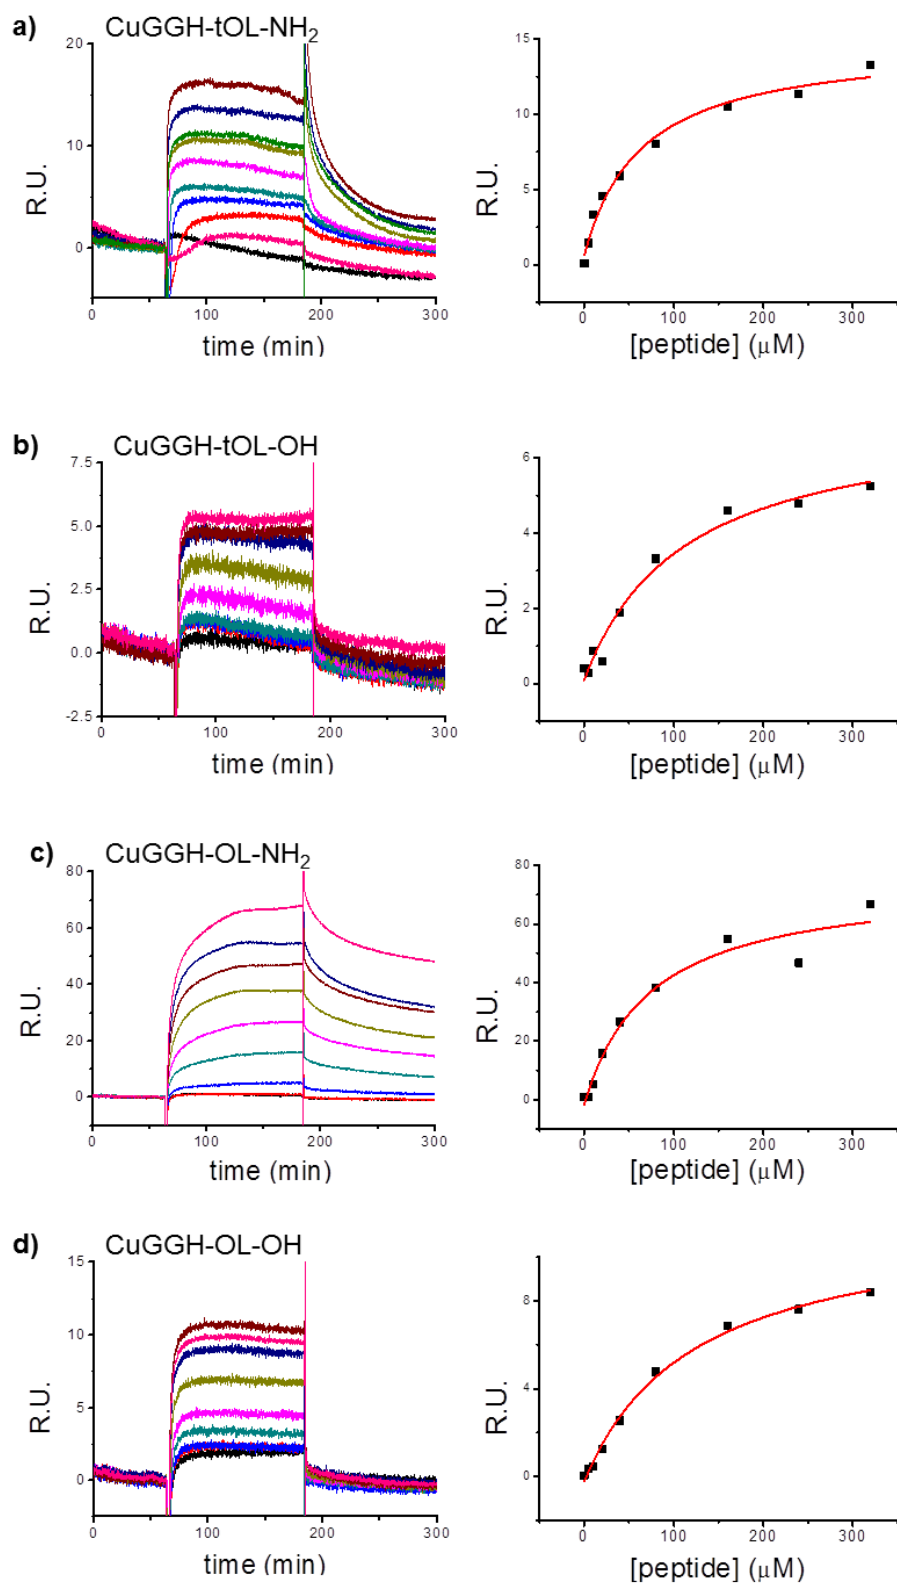 a) CuGGH-tOL-NH₂
20
10
0
R.U.
0 100 200 300
time (min)
15
10
5
0
R.U.
0 100 200 300
[peptide] (μM)
b) CuGGH-tOL-OH
7.5
5.0
2.5
0.0
-2.5
R.U.
0 100 200 300
time (min)
6
4
2
0
R.U.
0 100 200 300
[peptide] (μM)
c) CuGGH-OL-NH₂
80
60
40
20
0
R.U.
0 100 200 300
time (min)
80
60
40
20
0
R.U.
0 100 200 300
[peptide] (μM)
d) CuGGH-OL-OH
15
10
5
0
R.U.
0 100 200 300
time (min)
8
4
0
R.U.
0 100 200 300
[peptide] (μM)